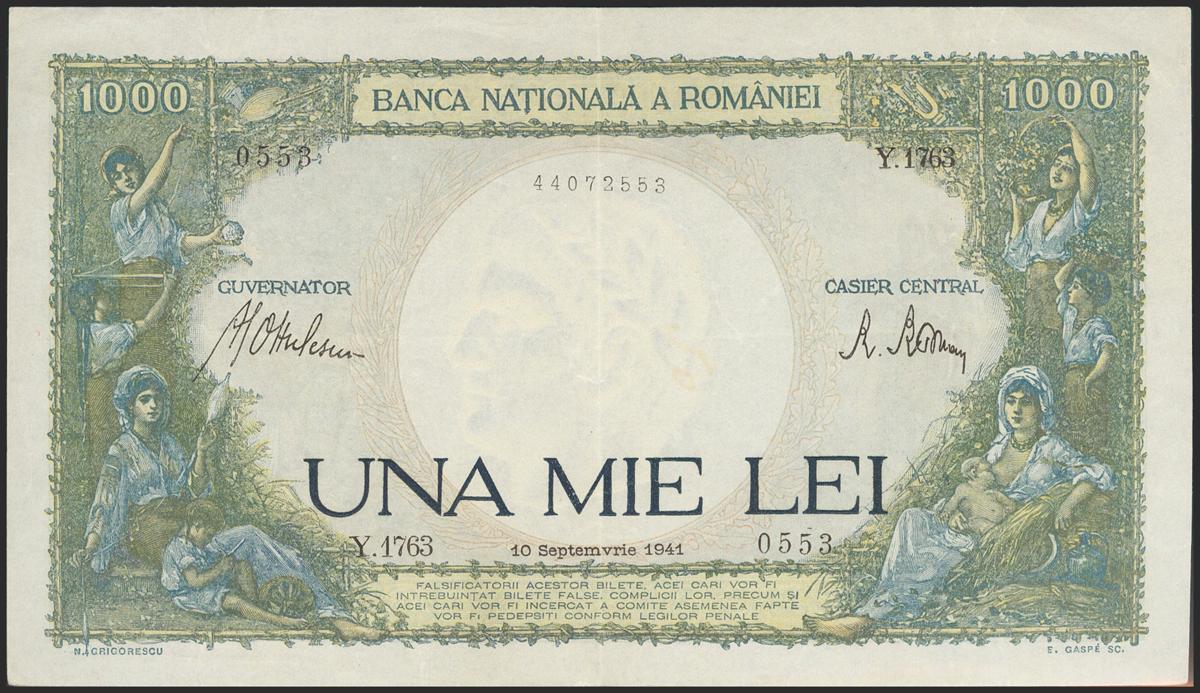 1000 BANCA NAȚIONALĂ A ROMÂNIEI 1000
0553 Y.1763
44072553
GUVERNATOR CASIER CENTRAL
UNA MIE LEI
Y.1763 10 Septemvrie 1941 0553
FALSIFICATORII ACESTOR BILETE, ACEI CARI VOR FI
INTREBUINȚAT BILETE FALSE, COMPLICII LOR, PRECUM ȘI
ACEI CARI VOR FI INCERCAT A COMITE ASEMENEA FAPTE
VOR FI PEDEPSIȚI CONFORM LEGILOR PENALE
N. GRIGORESCU E. GASPÉ SC.